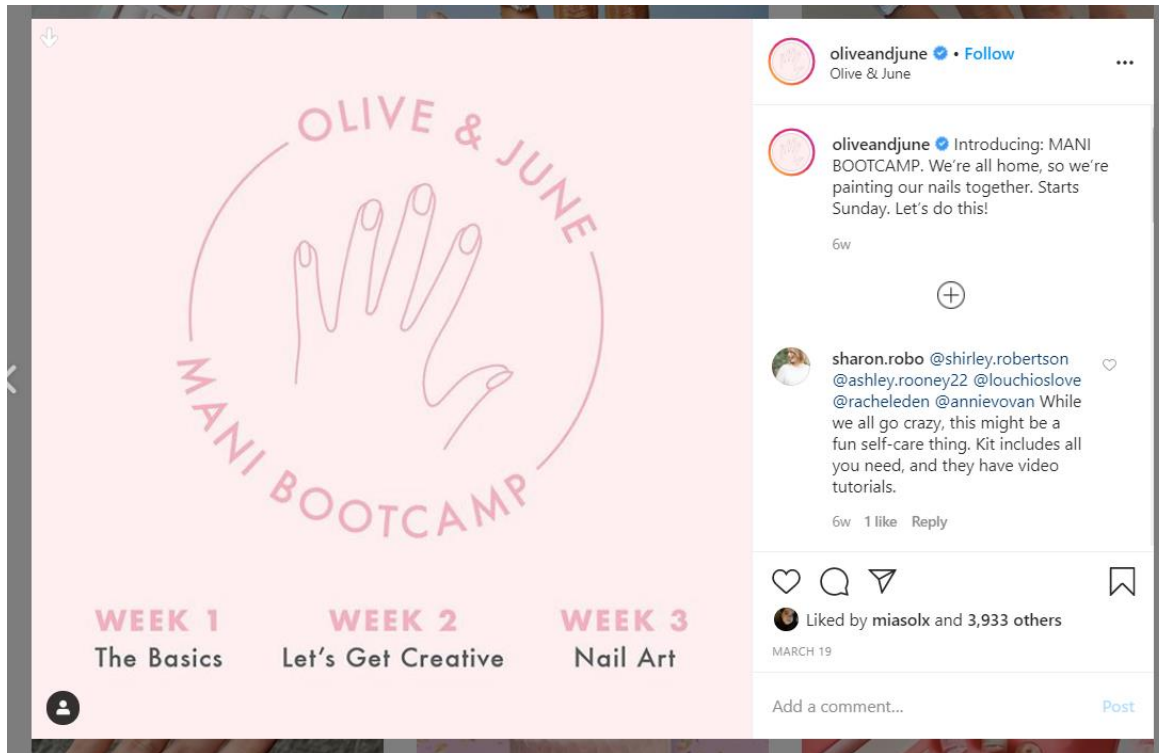 OLIVE & JUNE
MANI BOOTCAMP
WEEK 1
The Basics
WEEK 2
Let's Get Creative
WEEK 3
Nail Art
oliveandjune • Follow
Olive & June
oliveandjune Introducing: MANI
BOOTCAMP. We're all home, so we're
painting our nails together. Starts
Sunday. Let's do this!
6w
sharon.robo @shirley.robertson
@ashley.rooney22 @louchioslove
@racheleden @annievovan While
we all go crazy, this might be a
fun self-care thing. Kit includes all
you need, and they have video
tutorials.
6w 1 like Reply
Liked by miasolx and 3,933 others
MARCH 19
Add a comment... Post